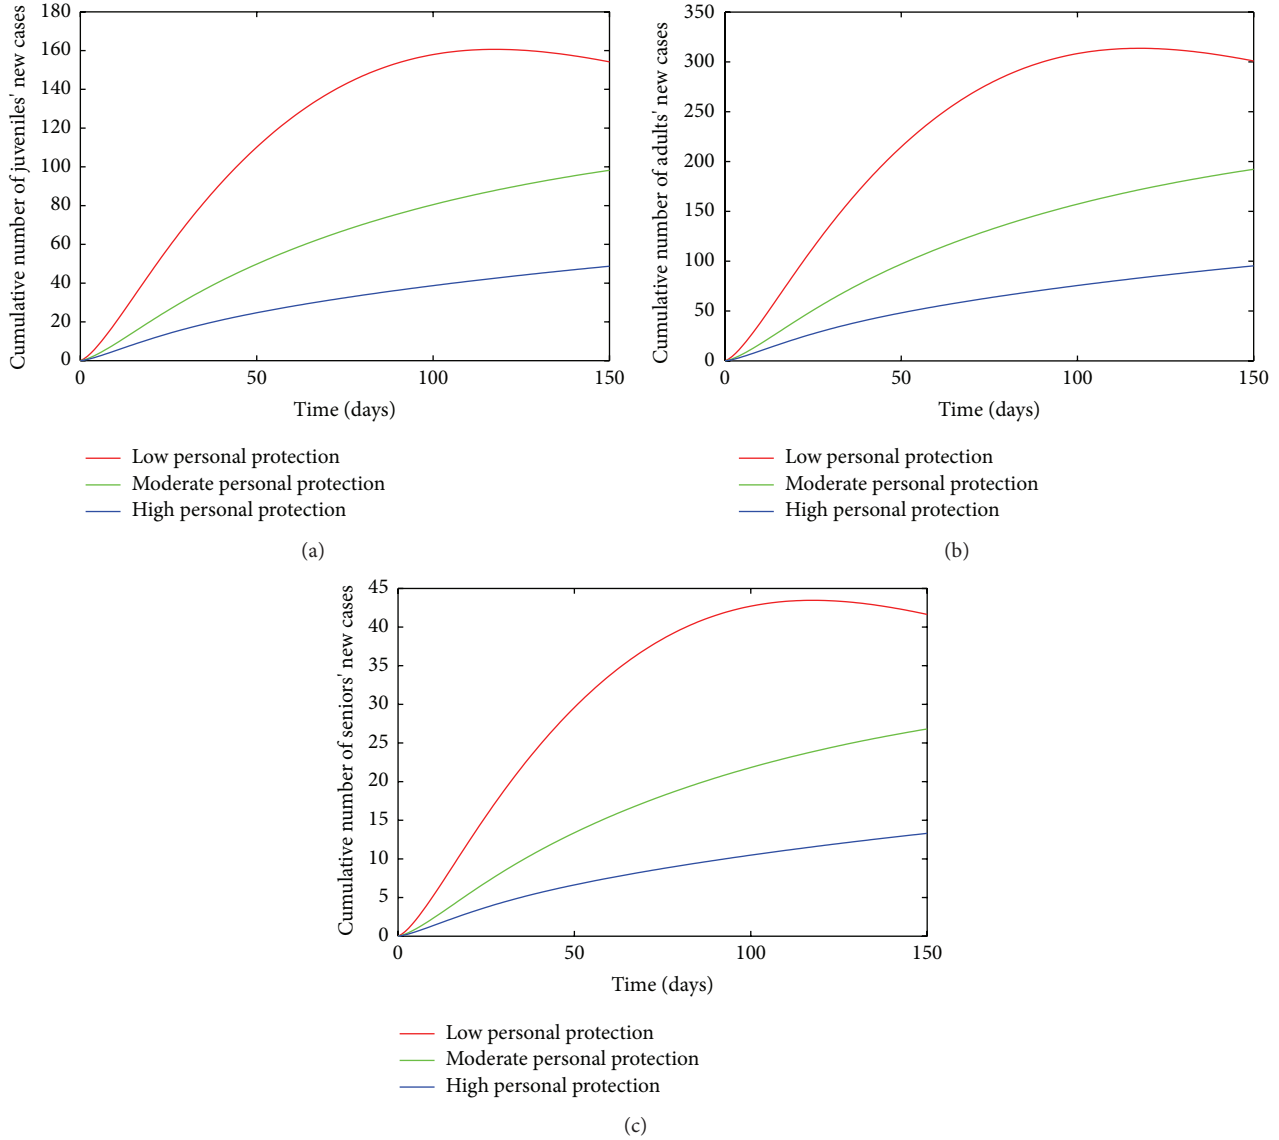 Cumulative number of juveniles' new cases
180
160
140
120
100
80
60
40
20
0
0 50 100 150
Time (days)
Low personal protection
Moderate personal protection
High personal protection
(a)
Cumulative number of adults' new cases
350
300
250
200
150
100
50
0
0 50 100 150
Time (days)
Low personal protection
Moderate personal protection
High personal protection
(b)
Cumulative number of seniors' new cases
45
40
35
30
25
20
15
10
5
0
0 50 100 150
Time (days)
Low personal protection
Moderate personal protection
High personal protection
(c)